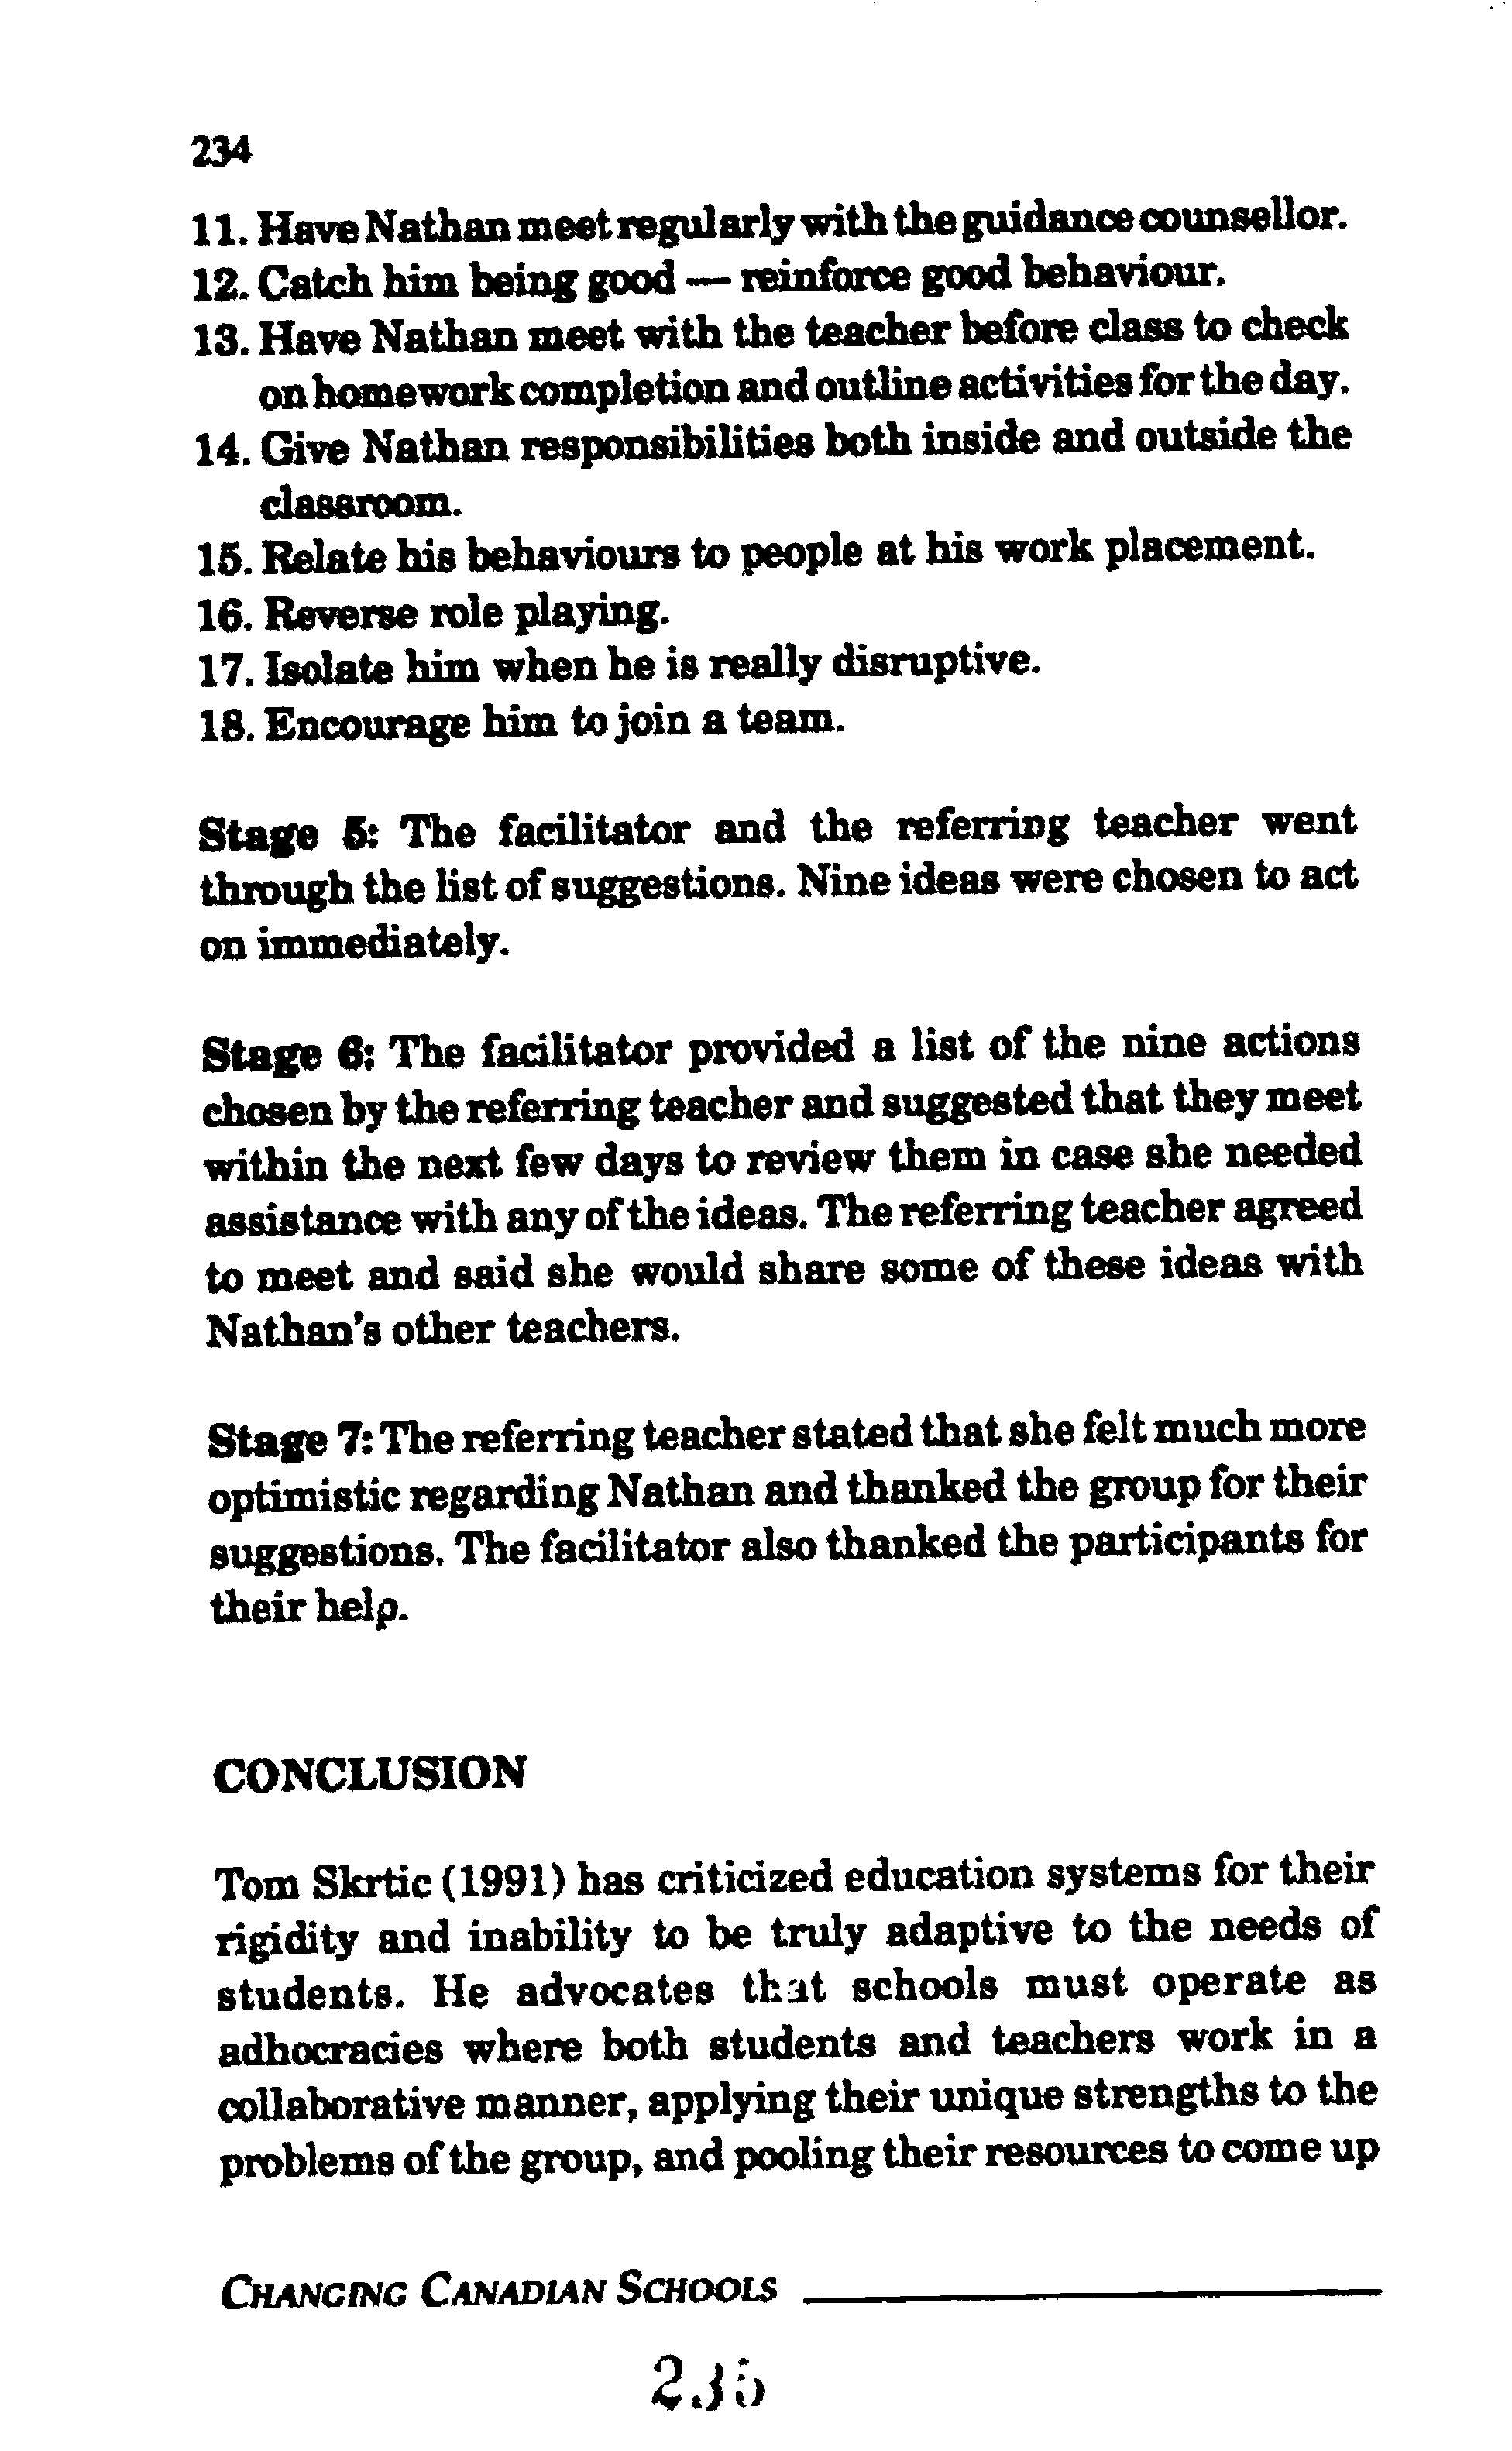 234
11. Have Nathan meet regularly with the guidance counsellor.
12. Catch him being good — reinforce good behaviour.
13. Have Nathan meet with the teacher before class to check
on homework completion and outline activities for the day.
14. Give Nathan responsibilities both inside and outside the
classroom.
15. Relate his behaviours to people at his work placement.
16. Reverse role playing.
17. Isolate him when he is really disruptive.
18. Encourage him to join a team.
Stage 5: The facilitator and the referring teacher went
through the list of suggestions. Nine ideas were chosen to act
on immediately.
Stage 6: The facilitator provided a list of the nine actions
chosen by the referring teacher and suggested that they meet
within the next few days to review them in case she needed
assistance with any of the ideas. The referring teacher agreed
to meet and said she would share some of these ideas with
Nathan's other teachers.
Stage 7: The referring teacher stated that she felt much more
optimistic regarding Nathan and thanked the group for their
suggestions. The facilitator also thanked the participants for
their help.
CONCLUSION
Tom Skrtic (1991) has criticized education systems for their
rigidity and inability to be truly adaptive to the needs of
students. He advocates that schools must operate as
adhocracies where both students and teachers work in a
collaborative manner, applying their unique strengths to the
problems of the group, and pooling their resources to come up
CHANGING CANADIAN SCHOOLS
235